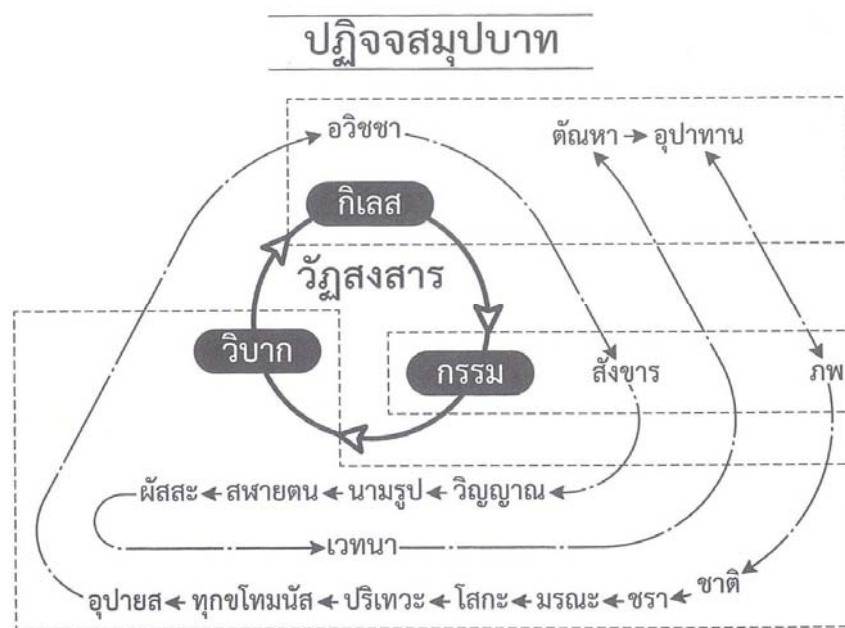 ปฏิจจสมุปบาท
อวิชชา
ตัณหา อุปาทาน
กิเลส
วัฏสงสาร
วิบาก
กรรม สังขาร ภพ
ผัสสะ สฬายตน นามรูป วิญญาณ
เวทนา
ชาติ
อุปายส ทุกขโทมนัส ปริเทวะ โสกะ มรณะ ชรา